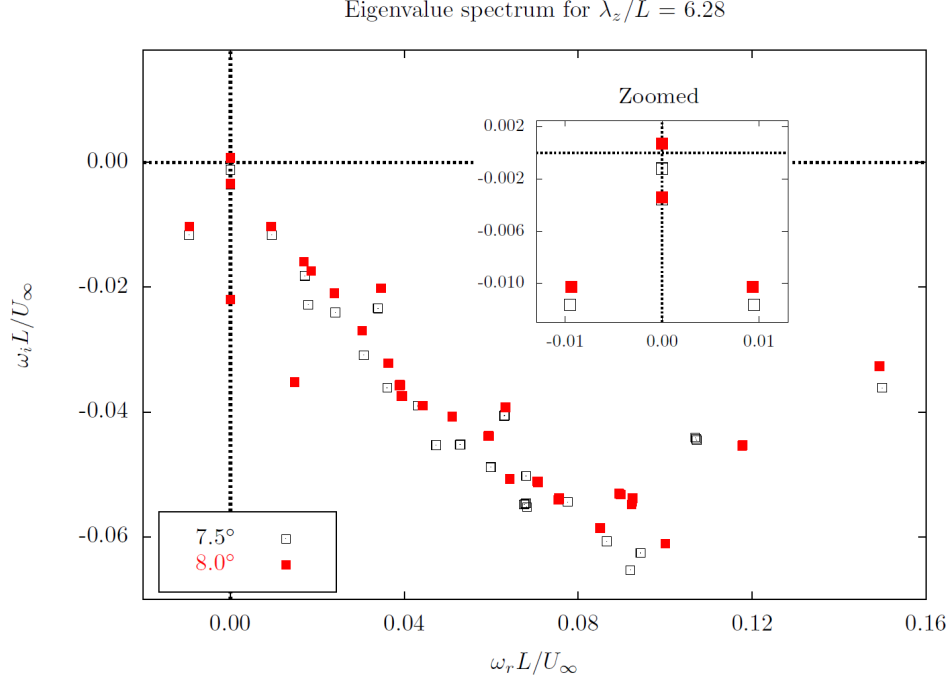 Eigenvalue spectrum for λz/L = 6.28
Zoomed
0.002
-0.002
-0.006
-0.010
-0.01 0.00 0.01
0.00
-0.02
-0.04
-0.06
ωiL/U∞
7.5°
8.0°
0.00 0.04 0.08 0.12 0.16
ωrL/U∞